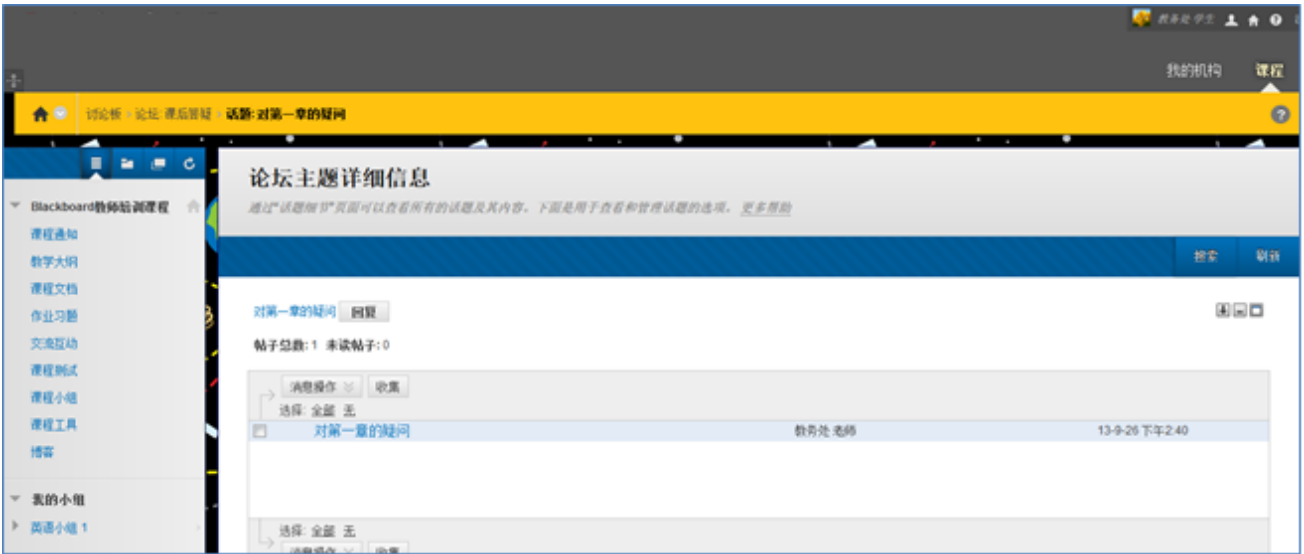 教务处 学生
我的机构 课程
讨论板 论坛: 课后答疑 话题: 对第一章的疑问
论坛主题详细信息
通过"话题细节"页面可以查看所有的话题及其内容。下面是用于查看和管理话题的选项。 更多帮助
Blackboard教师培训课程
课程通知
教学大纲
课程文档
作业习题
交流互动
课程测试
课程小组
课程工具
博客
我的小组
英语小组 1
搜索 刷新
对第一章的疑问 回复
帖子总数: 1 未读帖子: 0
消息操作 收集
选择: 全部 无
对第一章的疑问 教务处 老师 13-9-26 下午2:40
选择: 全部 无
消息操作 收集